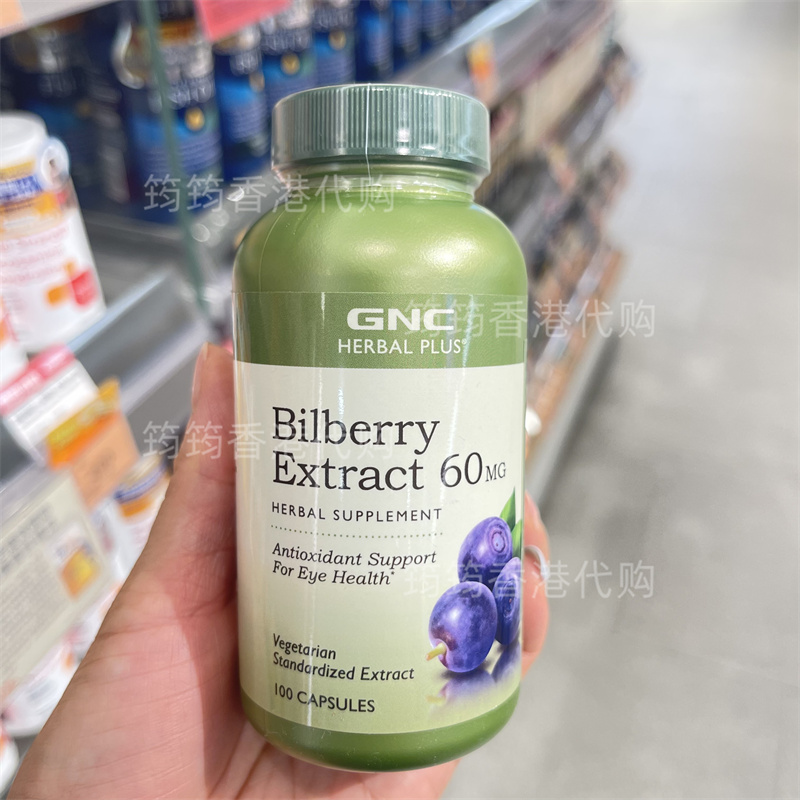 筠筠香港代购
GNC
筠筠香港代购
HERBAL PLUS®
Bilberry
筠筠香港代购
Extract 60MG
HERBAL SUPPLEMENT
Antioxidant Support
For Eye Health*
筠筠香港代购
Vegetarian
Standardized Extract
100 CAPSULES